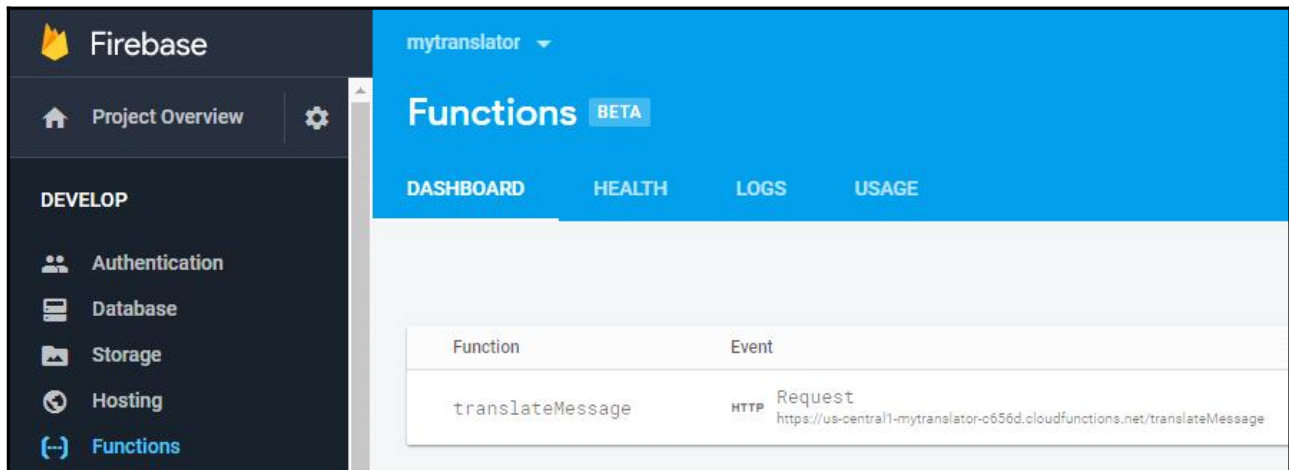 Firebase
Project Overview
DEVELOP
Authentication
Database
Storage
Hosting
Functions
mytranslator
Functions BETA
DASHBOARD HEALTH LOGS USAGE
Function Event
translateMessage HTTP Request
https://us-central1-mytranslator-c656d.cloudfunctions.net/translateMessage